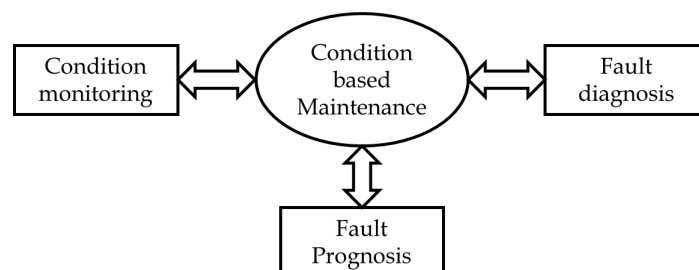 Condition
monitoring
Condition
based
Maintenance
Fault
diagnosis
Fault
Prognosis